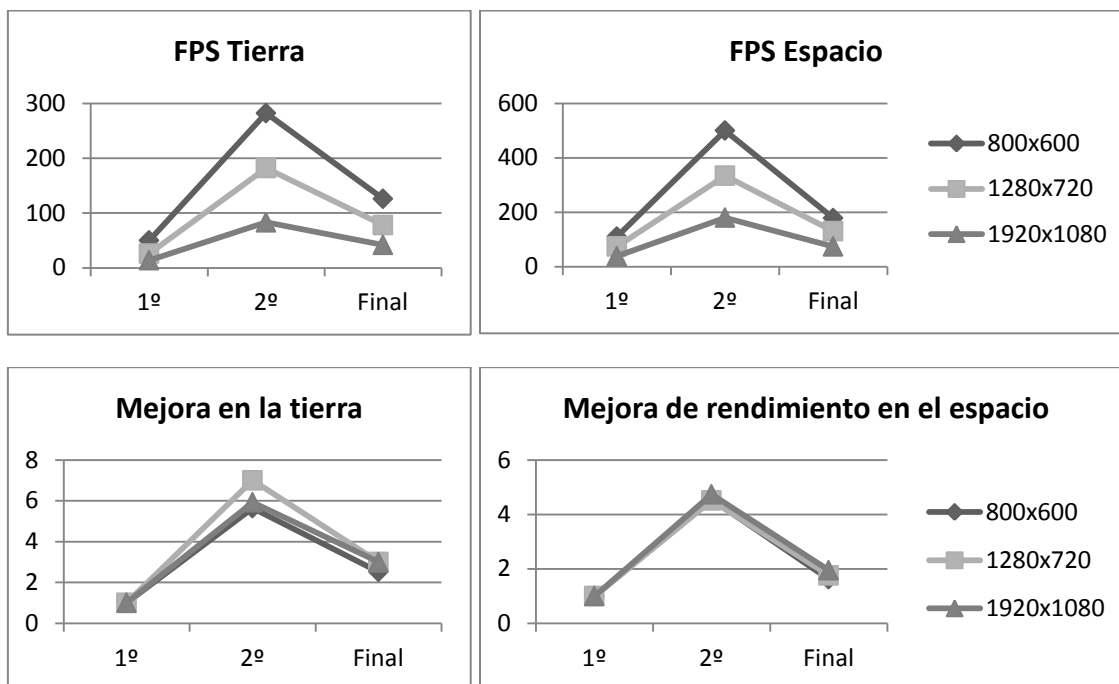 FPS Tierra
300
200
100
0
1º 2º Final
FPS Espacio
600
400
200
0
1º 2º Final
800x600
1280x720
1920x1080
Mejora en la tierra
8
6
4
2
0
1º 2º Final
Mejora de rendimiento en el espacio
6
4
2
0
1º 2º Final
800x600
1280x720
1920x1080